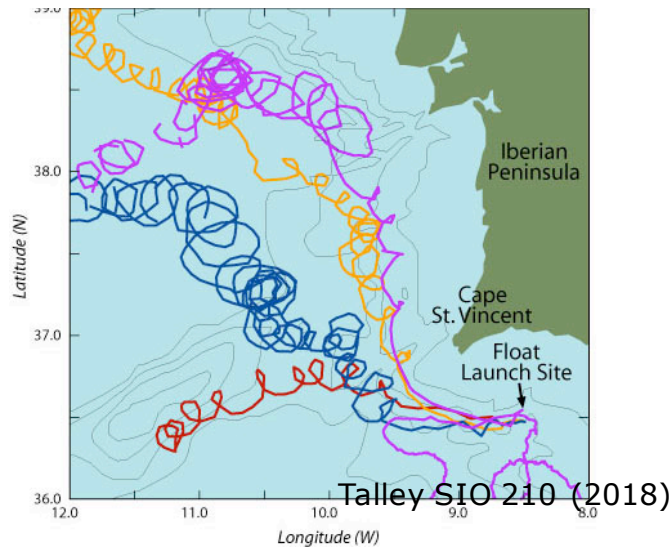 39.0
38.0
37.0
36.0
Latitude (N)
Iberian
Peninsula
Cape
St. Vincent
Float
Launch Site
Talley SIO 210 (2018)
12.0 11.0 10.0 9.0 8.0
Longitude (W)